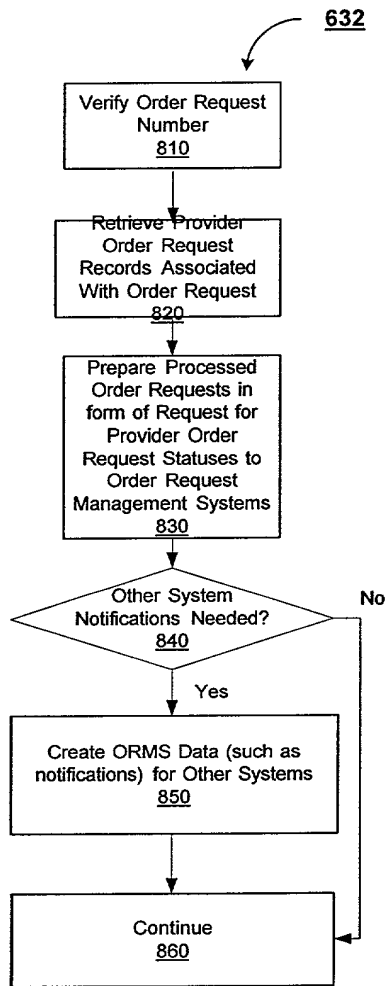 632
Verify Order Request
Number
810
Retrieve Provider
Order Request
Records Associated
With Order Request
820
Prepare Processed
Order Requests in
form of Request for
Provider Order
Request Statuses to
Order Request
Management Systems
830
Other System
Notifications Needed?
840
No
Yes
Create ORMS Data (such as
notifications) for Other Systems
850
Continue
860